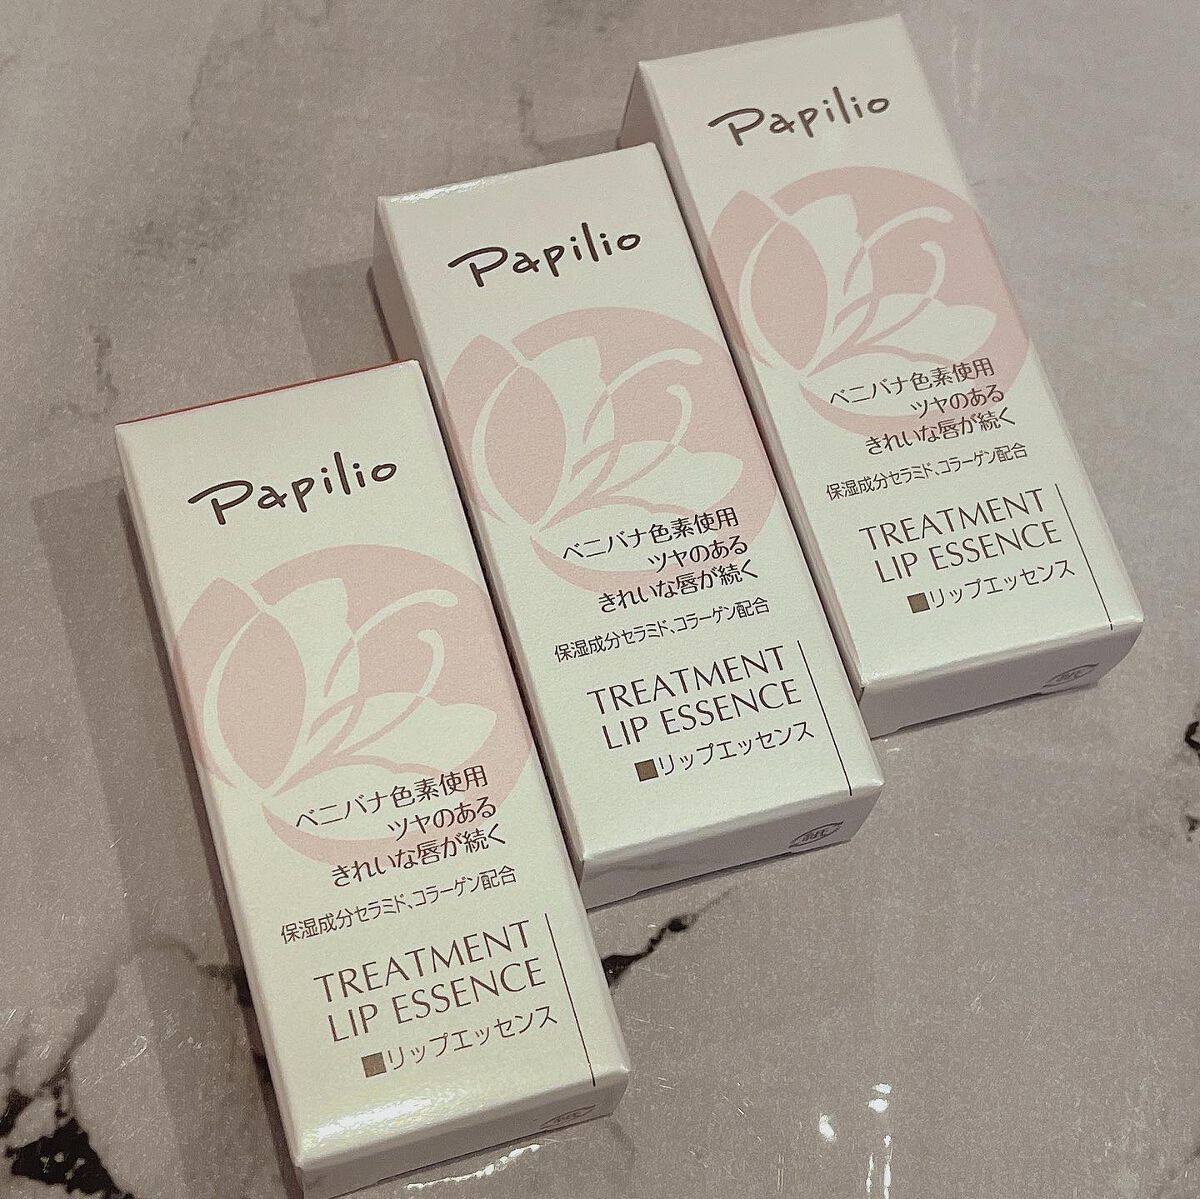 Papilio
ベニバナ色素使用
ツヤのある
きれいな唇が続く
保湿成分セラミド、コラーゲン配合
TREATMENT
LIP ESSENCE
■リップエッセンス
Papilio
ベニバナ色素使用
ツヤのある
きれいな唇が続く
保湿成分セラミド、コラーゲン配合
TREATMENT
LIP ESSENCE
■リップエッセンス
紙
Papilio
ベニバナ色素使用
ツヤのある
きれいな唇が続く
保湿成分セラミド、コラーゲン配合
TREATMENT
LIP ESSENCE
■リップエッセンス
紙